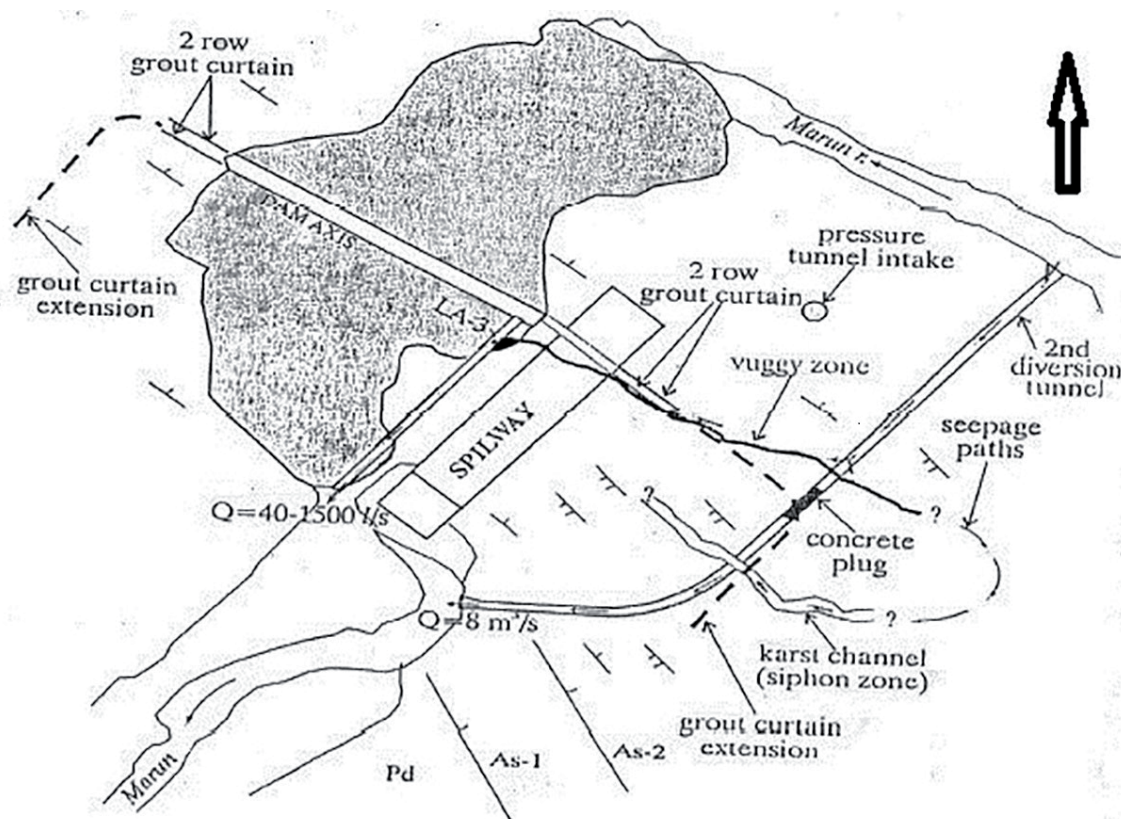 2 row
grout curtain
Marun r.
DAM AXIS
pressure
tunnel intake
grout curtain
extension
2 row
grout curtain
LA-3
2nd
diversion
tunnel
vuggy zone
seepage
paths
SPILWAX
?
?
Q=40-1500 l/s
concrete
plug
Q=8 m³/s
?
karst channel
(siphon zone)
grout curtain
extension
As-2
As-1
Pd
Marun